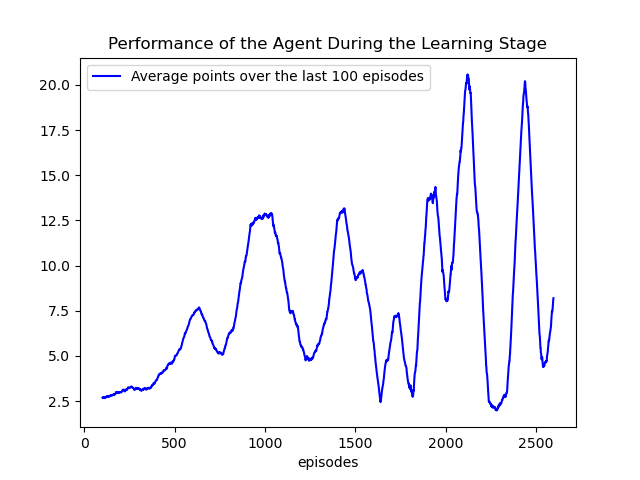 Performance of the Agent During the Learning Stage
Average points over the last 100 episodes
20.0
17.5
15.0
12.5
10.0
7.5
5.0
2.5
0 500 1000 1500 2000 2500
episodes